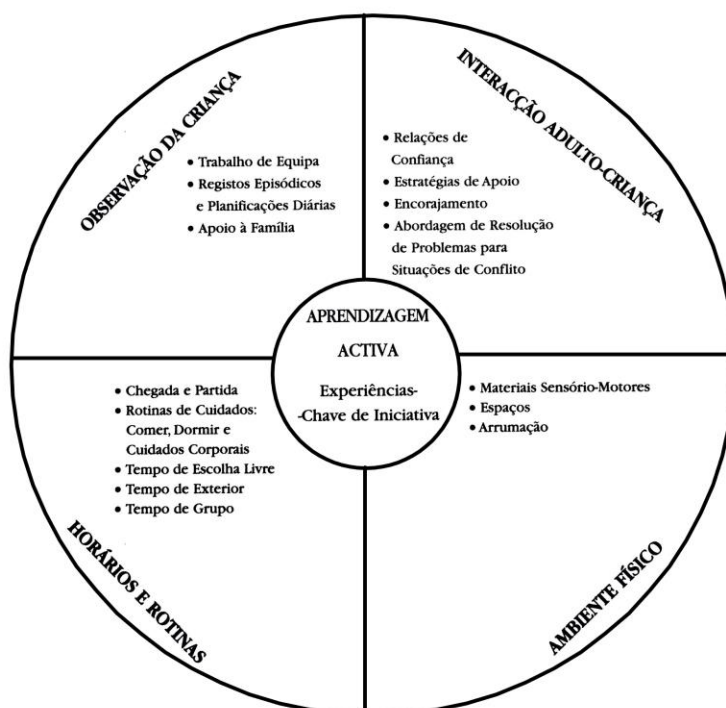 OBSERVAÇÃO DA CRIANÇA
• Trabalho de Equipa
• Registos Episódicos
e Planificações Diárias
• Apoio à Família
INTERACÇÃO ADULTO-CRIANÇA
• Relações de
Confiança
• Estratégias de Apoio
• Encorajamento
• Abordagem de Resolução
de Problemas para
Situações de Conflito
APRENDIZAGEM
ACTIVA
Experiências-
-Chave de Iniciativa
• Chegada e Partida
• Rotinas de Cuidados:
Comer, Dormir e
Cuidados Corporais
• Tempo de Escolha Livre
• Tempo de Exterior
• Tempo de Grupo
HORÁRIOS E ROTINAS
• Materiais Sensório-Motores
• Espaços
• Arrumação
AMBIENTE FÍSICO